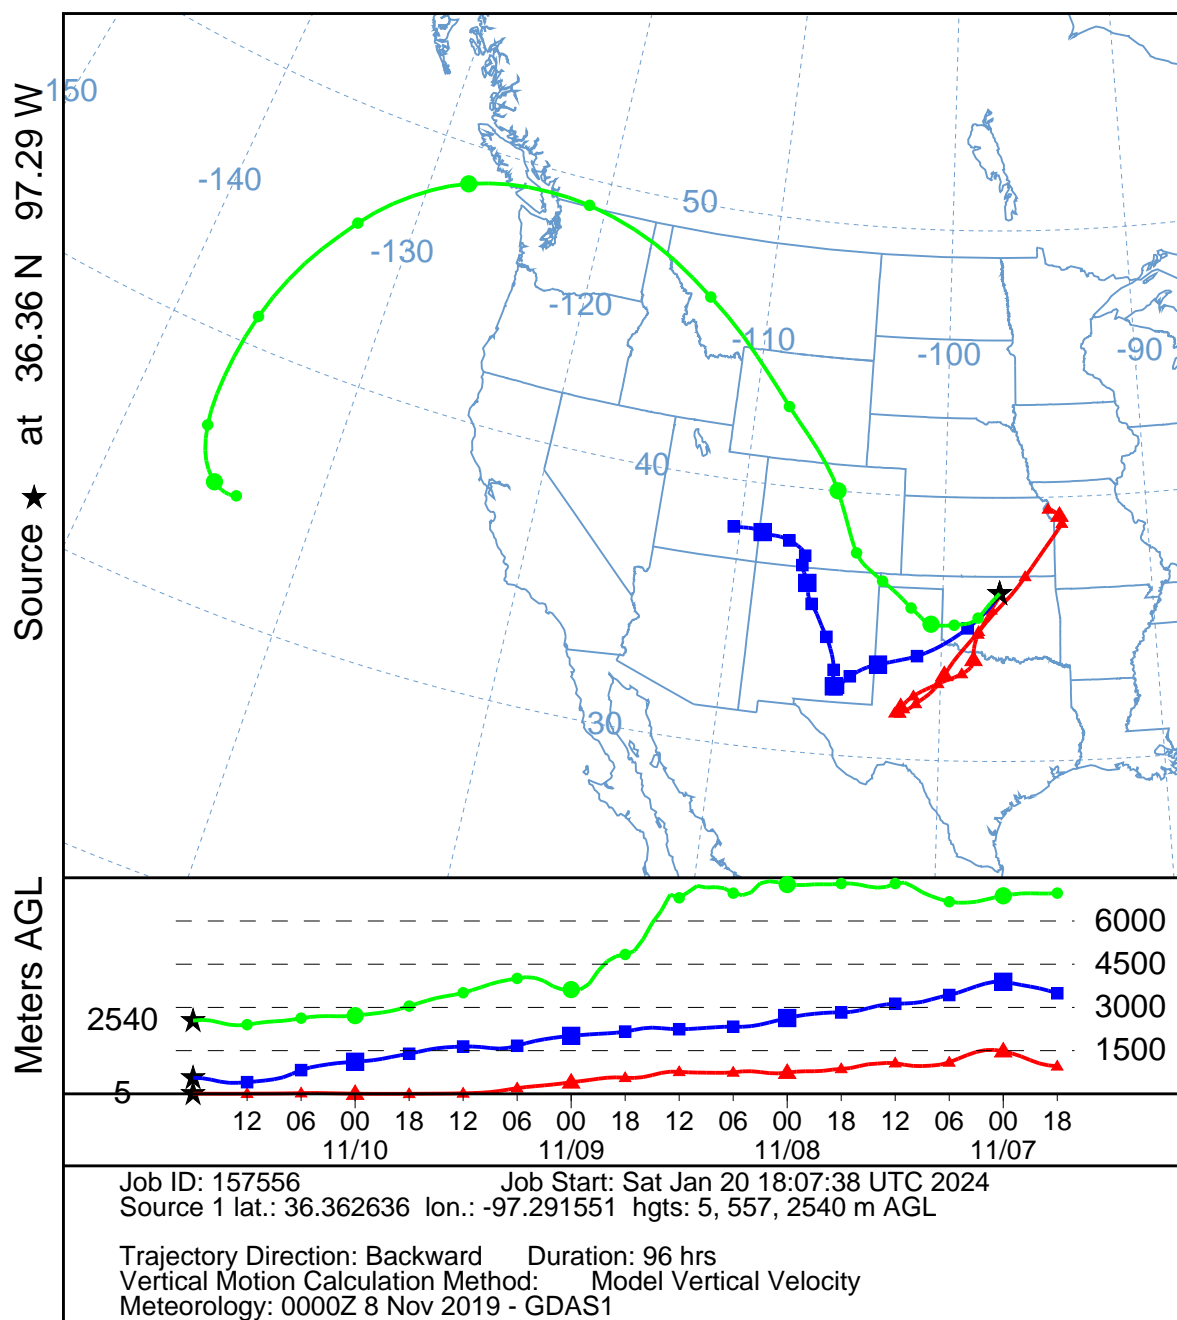 Source ★ at 36.36 N 97.29 W
150
-140
-130
-120
-110
-100
-90
50
40
30
Meters AGL
6000
4500
3000
1500
2540
5
12 06 00 18 12 06 00 18 12 06 00 18 12 06 00 18
11/10 11/09 11/08 11/07
Job ID: 157556 Job Start: Sat Jan 20 18:07:38 UTC 2024
Source 1 lat.: 36.362636 lon.: -97.291551 hgts: 5, 557, 2540 m AGL
Trajectory Direction: Backward Duration: 96 hrs
Vertical Motion Calculation Method: Model Vertical Velocity
Meteorology: 0000Z 8 Nov 2019 - GDAS1